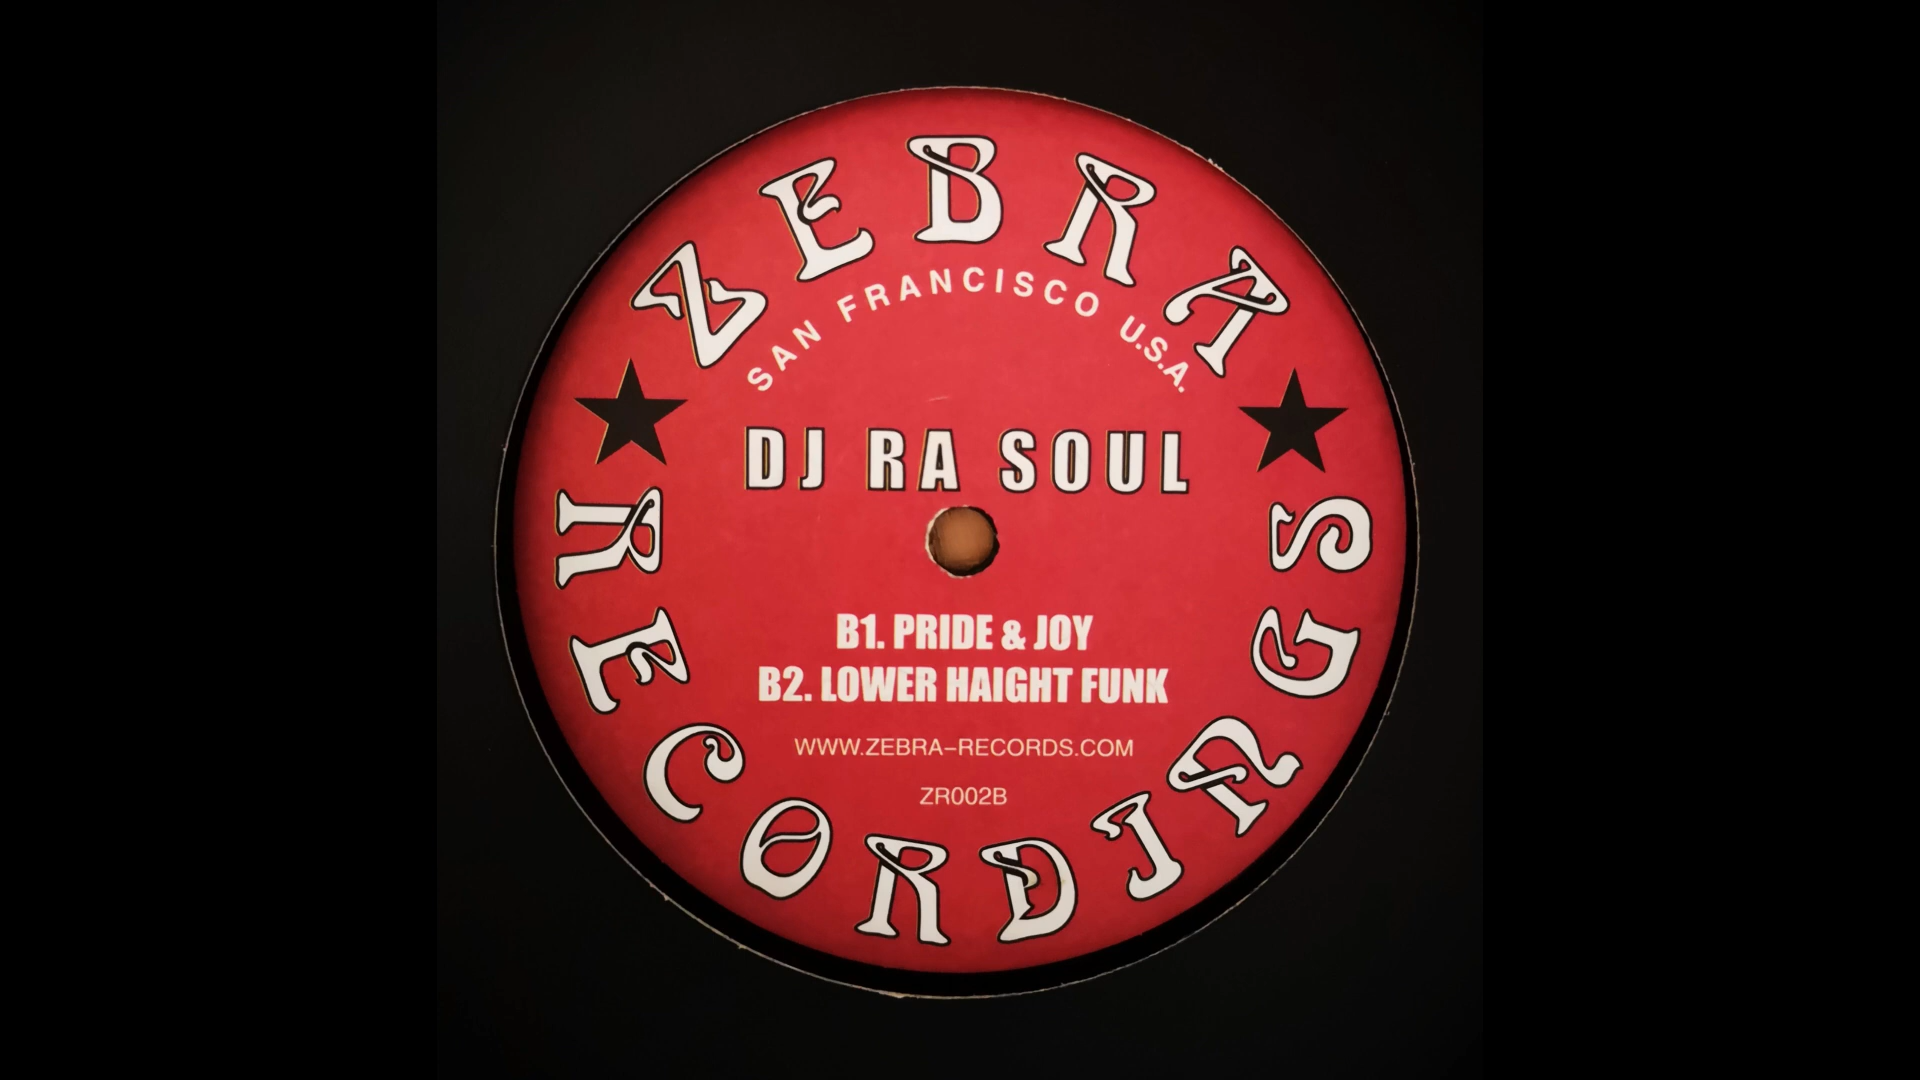 ZEBRA
SAN FRANCISCO U.S.A.
DJ RA SOUL
B1. PRIDE & JOY
B2. LOWER HAIGHT FUNK
WWW.ZEBRA-RECORDS.COM
ZR002B
RECORDINGS